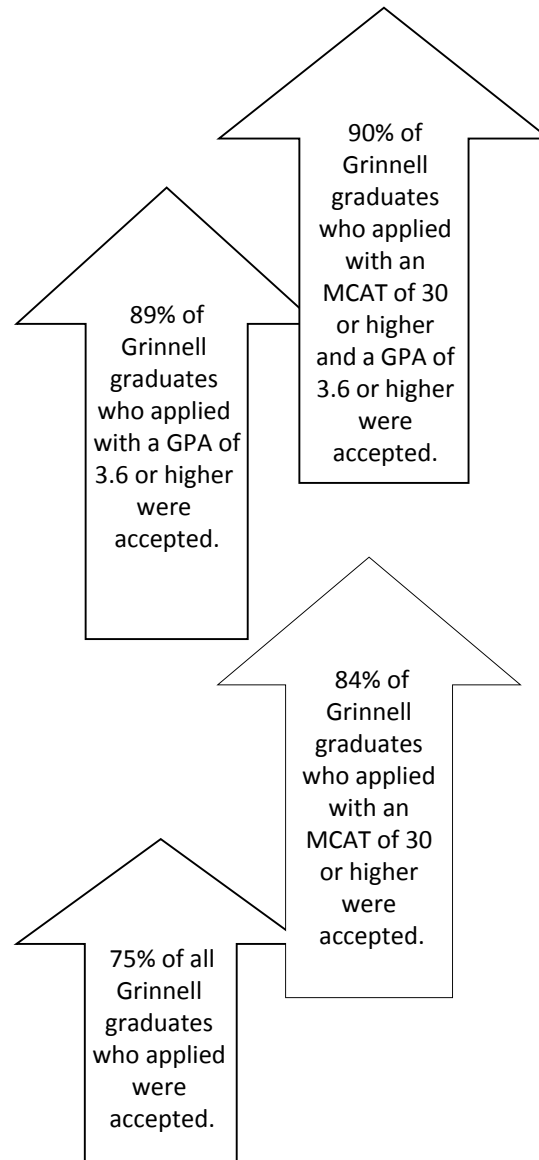 90% of
Grinnell
graduates
who applied
with an
MCAT of 30
or higher
and a GPA of
3.6 or higher
were
accepted.
89% of
Grinnell
graduates
who applied
with a GPA of
3.6 or higher
were
accepted.
84% of
Grinnell
graduates
who applied
with an
MCAT of 30
or higher
were
accepted.
75% of all
Grinnell
graduates
who applied
were
accepted.